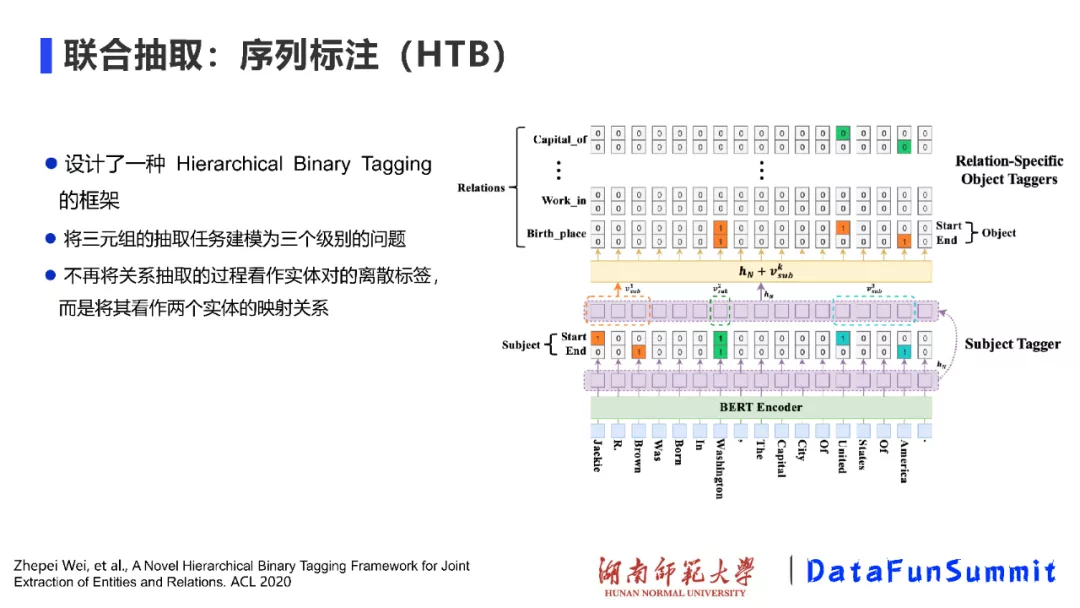 联合抽取：序列标注（HTB）
设计了一种 Hierarchical Binary Tagging
的框架
将三元组的抽取任务建模为三个级别的问题
不再将关系抽取的过程看作实体对的离散标签，
而是将其看作两个实体的映射关系
Capital_of 0 0 0 0 0 0 0 0 0 0 0 0 0 0 0 0 0
0 0 0 0 0 0 0 0 0 0 0 0 0 0 0 0 0
Relations
Work_in 0 0 0 0 0 0 0 0 0 0 0 0 0 0 0 0 0
0 0 0 0 0 0 0 0 0 0 0 0 0 0 0 0 0
Birth_place 0 0 0 0 0 0 1 0 0 0 0 0 1 0 0 0 0
0 0 0 0 0 0 1 0 0 0 0 0 0 0 0 1 0
Relation-Specific
Object Taggers
Start
End
Object
h_N + v^k_sub
v^1_sub v^2_sub h_N v^3_sub
Subject
Start 1 0 0 0 0 0 1 0 0 0 0 0 1 0 0 0 0
End 0 0 1 0 0 0 1 0 0 0 0 0 0 0 0 1 0
Subject Tagger
h_N
BERT Encoder
Jackie
R.
Brown
Was
Born
In
Washington
,
The
Capital
City
Of
United
States
Of
America
.
Zhepei Wei, et al., A Novel Hierarchical Binary Tagging Framework for Joint
Extraction of Entities and Relations. ACL 2020
湖南师范大学
HUNAN NORMAL UNIVERSITY
DataFunSummit